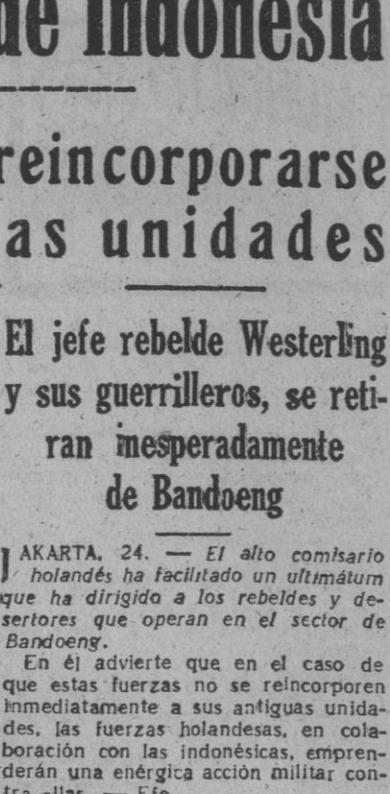 de Indonesia
reincorporarse
as unidades
El jefe rebelde Westerling
y sus guerrilleros, se reti-
ran inesperadamente
de Bandoeng
JAKARTA, 24. — El alto comisario
holandés ha facilitado un ultimátum
que ha dirigido a los rebeldes y de-
sertores que operan en el sector de
Bandoeng.
En él advierte que en el caso de
que estas fuerzas no se reincorporen
inmediatamente a sus antiguas unida-
des, las fuerzas holandesas, en cola-
boración con las indonésicas, empren-
derán una enérgica acción militar con-
tra ellas. — Efe.